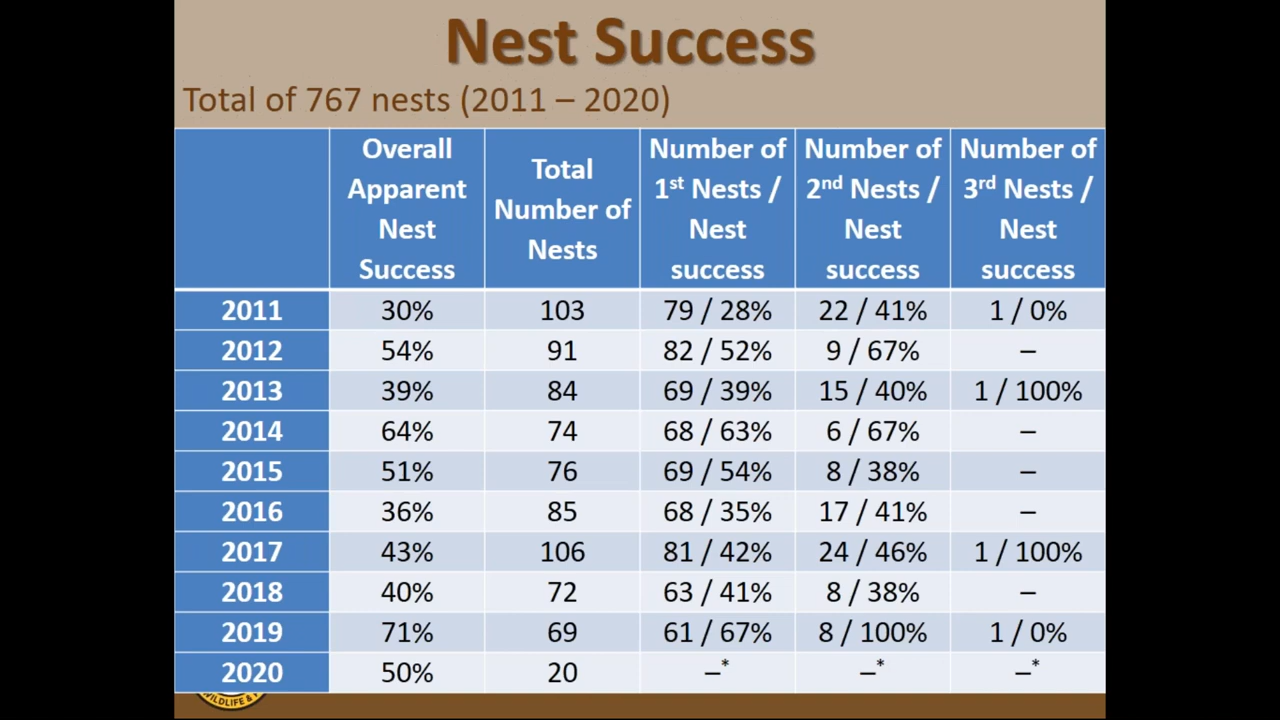 Nest Success
Total of 767 nests (2011 – 2020)
Overall Apparent Nest Success | Total Number of Nests | Number of 1st Nests / Nest success | Number of 2nd Nests / Nest success | Number of 3rd Nests / Nest success
2011 | 30% | 103 | 79 / 28% | 22 / 41% | 1 / 0%
2012 | 54% | 91 | 82 / 52% | 9 / 67% | –
2013 | 39% | 84 | 69 / 39% | 15 / 40% | 1 / 100%
2014 | 64% | 74 | 68 / 63% | 6 / 67% | –
2015 | 51% | 76 | 69 / 54% | 8 / 38% | –
2016 | 36% | 85 | 68 / 35% | 17 / 41% | –
2017 | 43% | 106 | 81 / 42% | 24 / 46% | 1 / 100%
2018 | 40% | 72 | 63 / 41% | 8 / 38% | –
2019 | 71% | 69 | 61 / 67% | 8 / 100% | 1 / 0%
2020 | 50% | 20 | –* | –* | –*
WILDLIFE &